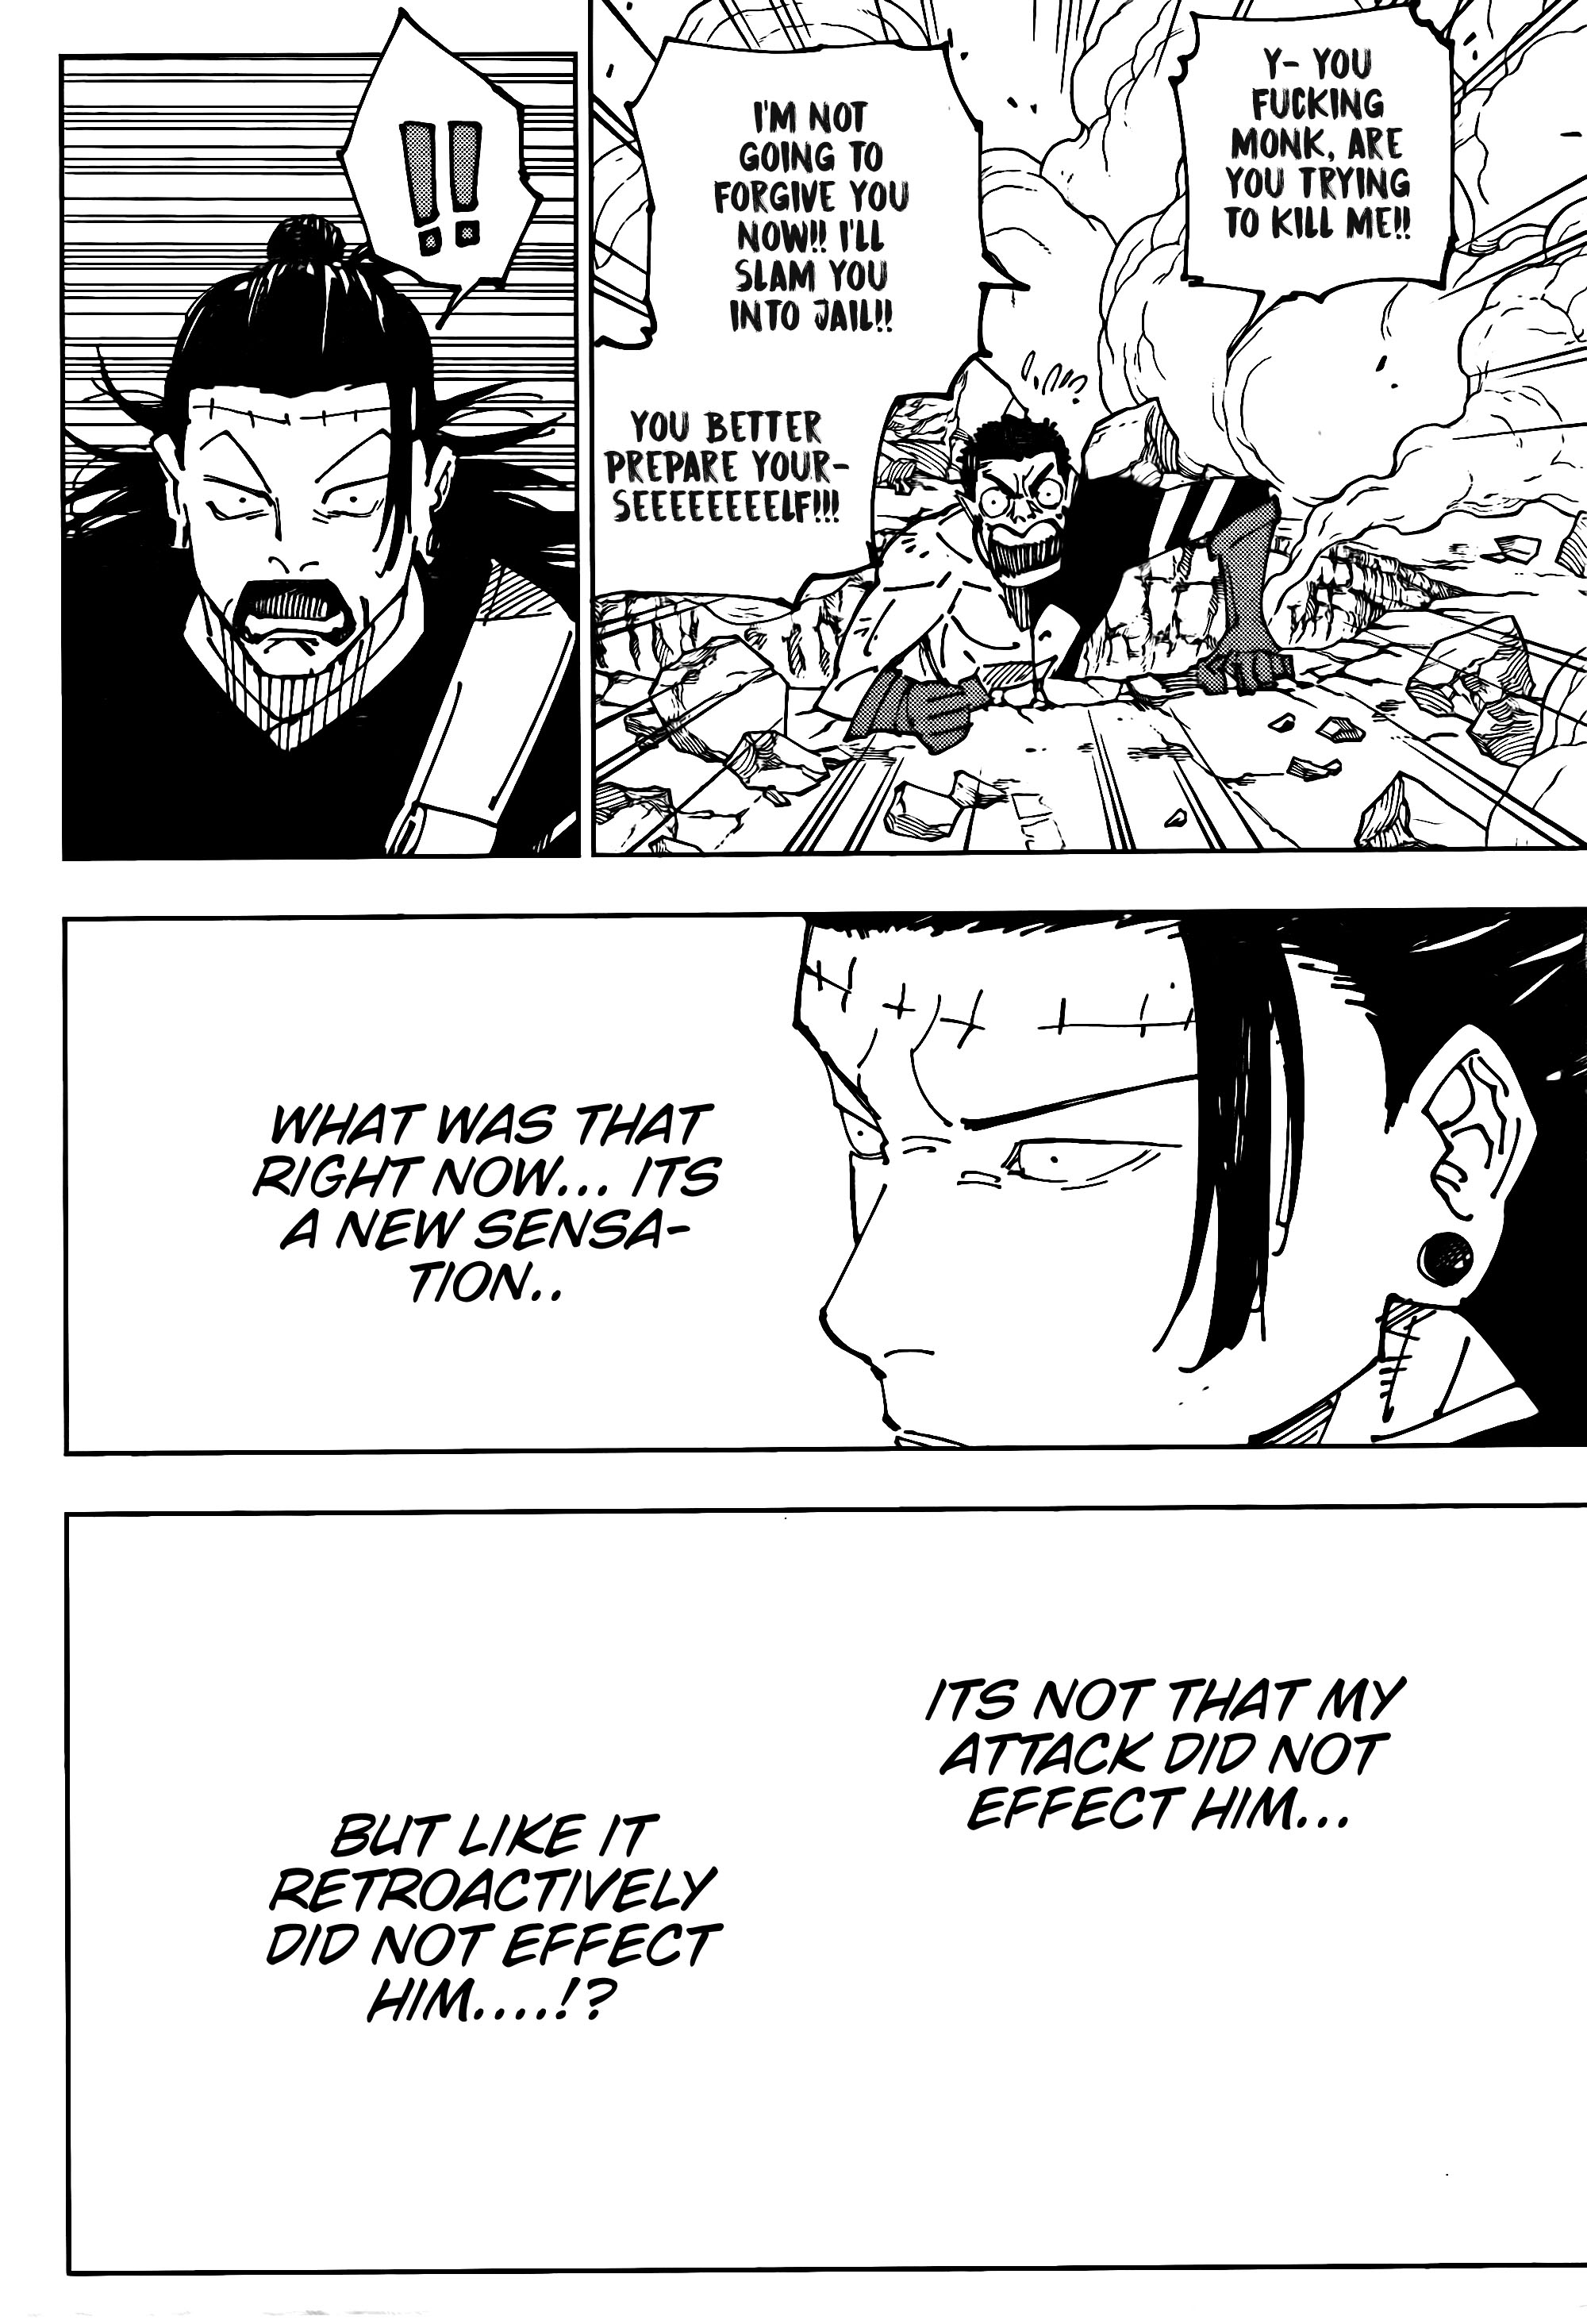 Y- YOU
FUCKING
MONK, ARE
YOU TRYING
TO KILL ME!!
I'M NOT
GOING TO
FORGIVE YOU
NOW!! I'LL
SLAM YOU
INTO JAIL!!
YOU BETTER
PREPARE YOUR-
SEEEEEEEELF!!!
!!
WHAT WAS THAT
RIGHT NOW... ITS
A NEW SENSA-
TION..
ITS NOT THAT MY
ATTACK DID NOT
EFFECT HIM...
BUT LIKE IT
RETROACTIVELY
DID NOT EFFECT
HIM....!?